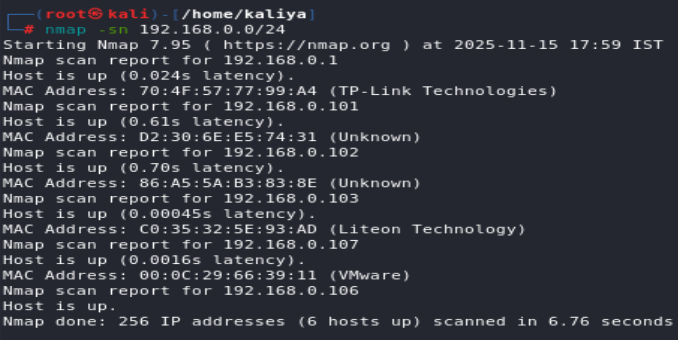 ┌──(root㉿kali)-[/home/kaliya]
└─# nmap -sn 192.168.0.0/24
Starting Nmap 7.95 ( https://nmap.org ) at 2025-11-15 17:59 IST
Nmap scan report for 192.168.0.1
Host is up (0.024s latency).
MAC Address: 70:4F:57:77:99:A4 (TP-Link Technologies)
Nmap scan report for 192.168.0.101
Host is up (0.61s latency).
MAC Address: D2:30:6E:E5:74:31 (Unknown)
Nmap scan report for 192.168.0.102
Host is up (0.70s latency).
MAC Address: 86:A5:5A:B3:83:8E (Unknown)
Nmap scan report for 192.168.0.103
Host is up (0.00045s latency).
MAC Address: C0:35:32:5E:93:AD (Liteon Technology)
Nmap scan report for 192.168.0.107
Host is up (0.0016s latency).
MAC Address: 00:0C:29:66:39:11 (VMware)
Nmap scan report for 192.168.0.106
Host is up.
Nmap done: 256 IP addresses (6 hosts up) scanned in 6.76 seconds